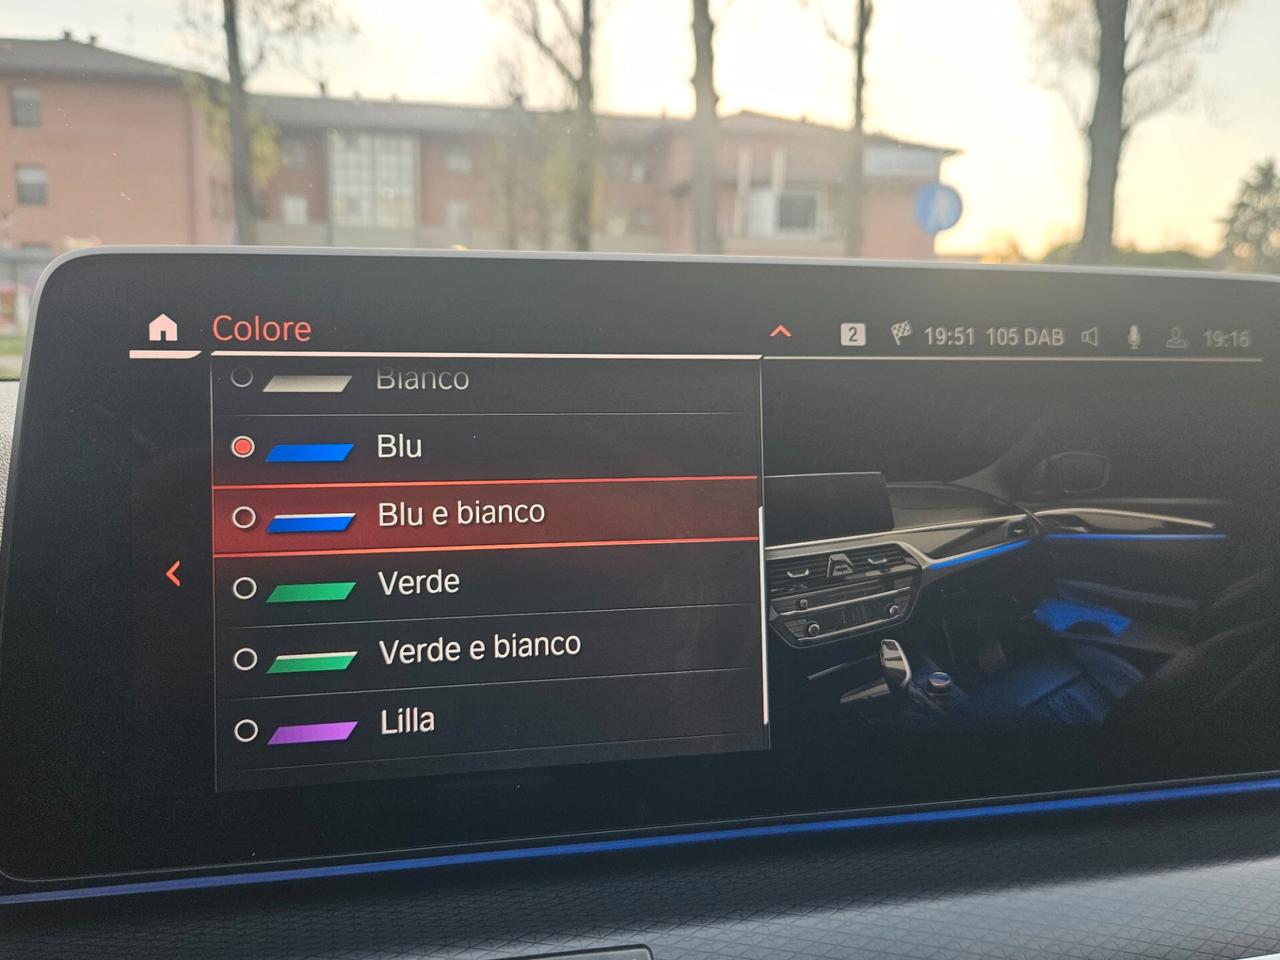 Colore
2 19:51 105 DAB 19:16
Bianco
Blu
Blu e bianco
Verde
Verde e bianco
Lilla